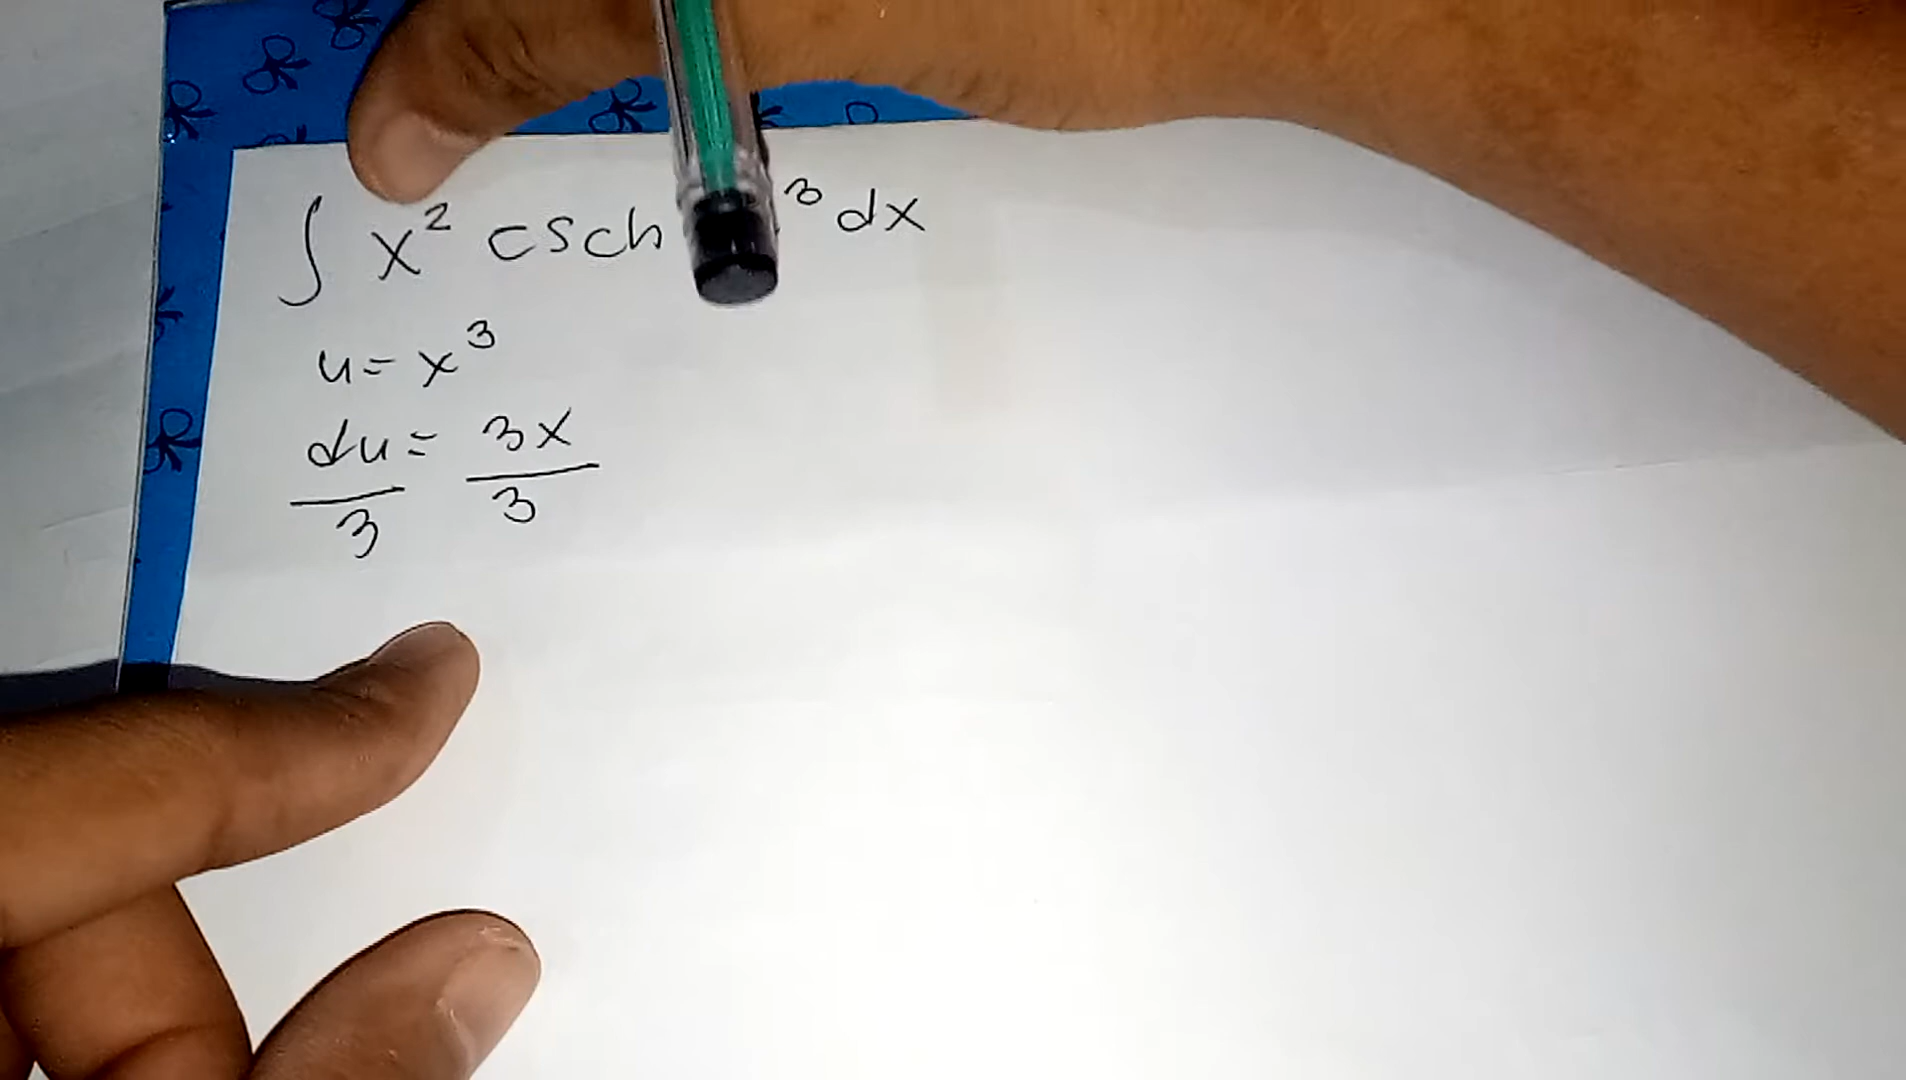 ∫ x² csch ³ dx
u = x³
du/3 = 3x/3